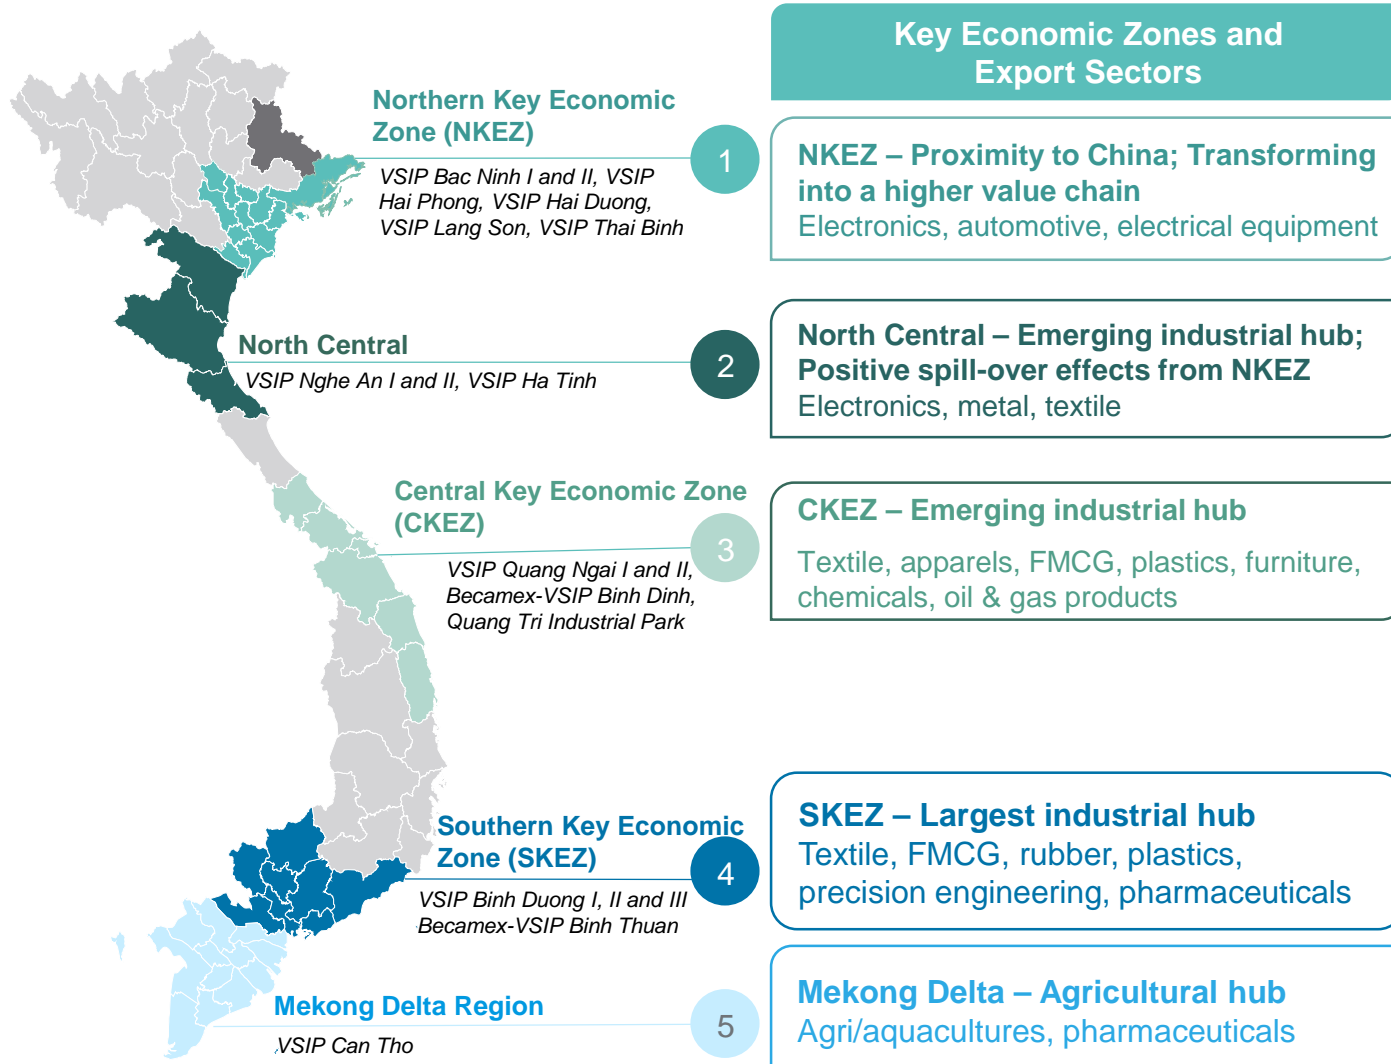 Key Economic Zones and
Export Sectors
Northern Key Economic
Zone (NKEZ)
VSIP Bac Ninh I and II, VSIP
Hai Phong, VSIP Hai Duong,
VSIP Lang Son, VSIP Thai Binh
1
NKEZ – Proximity to China; Transforming
into a higher value chain
Electronics, automotive, electrical equipment
North Central
VSIP Nghe An I and II, VSIP Ha Tinh
2
North Central – Emerging industrial hub;
Positive spill-over effects from NKEZ
Electronics, metal, textile
Central Key Economic Zone
(CKEZ)
VSIP Quang Ngai I and II,
Becamex-VSIP Binh Dinh,
Quang Tri Industrial Park
3
CKEZ – Emerging industrial hub
Textile, apparels, FMCG, plastics, furniture,
chemicals, oil & gas products
Southern Key Economic
Zone (SKEZ)
VSIP Binh Duong I, II and III
Becamex-VSIP Binh Thuan
4
SKEZ – Largest industrial hub
Textile, FMCG, rubber, plastics,
precision engineering, pharmaceuticals
Mekong Delta Region
VSIP Can Tho
5
Mekong Delta – Agricultural hub
Agri/aquacultures, pharmaceuticals